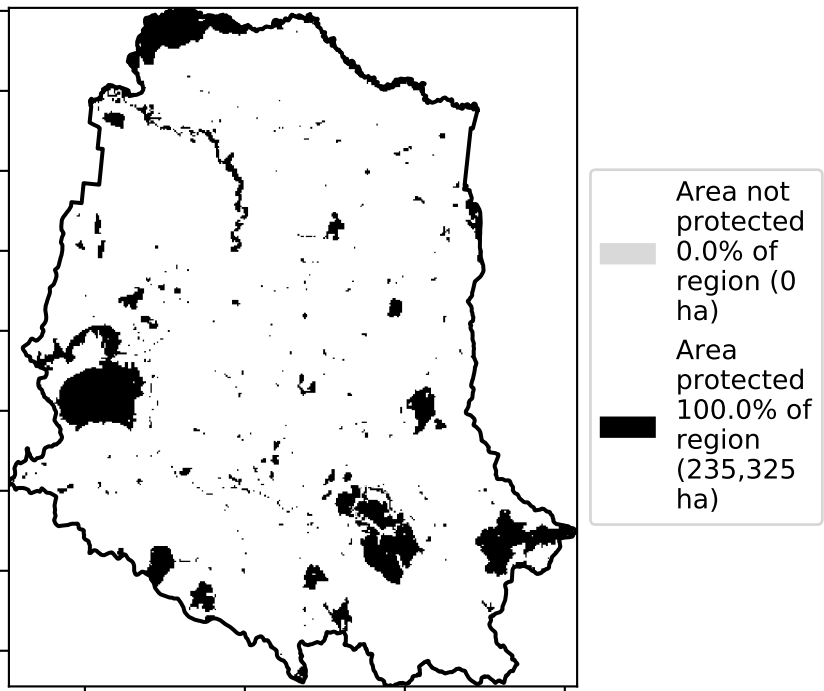 Area not
protected
0.0% of
region (0
ha)
Area
protected
100.0% of
region
(235,325
ha)